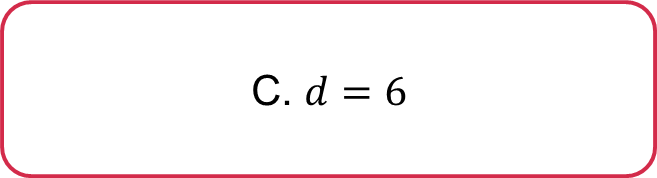 C. d = 6